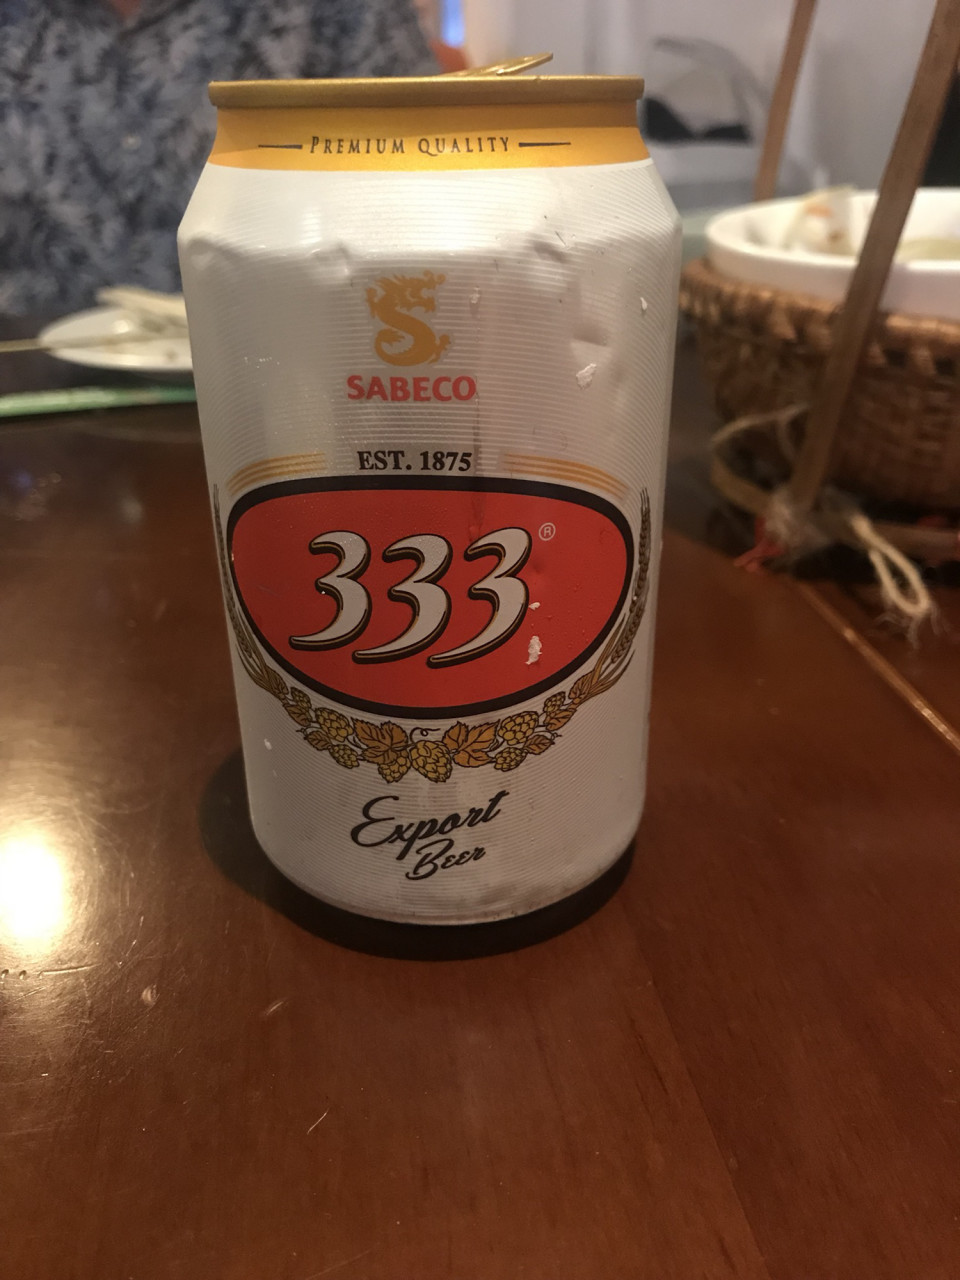 PREMIUM QUALITY
SABECO
EST. 1875
333®
Export
Beer